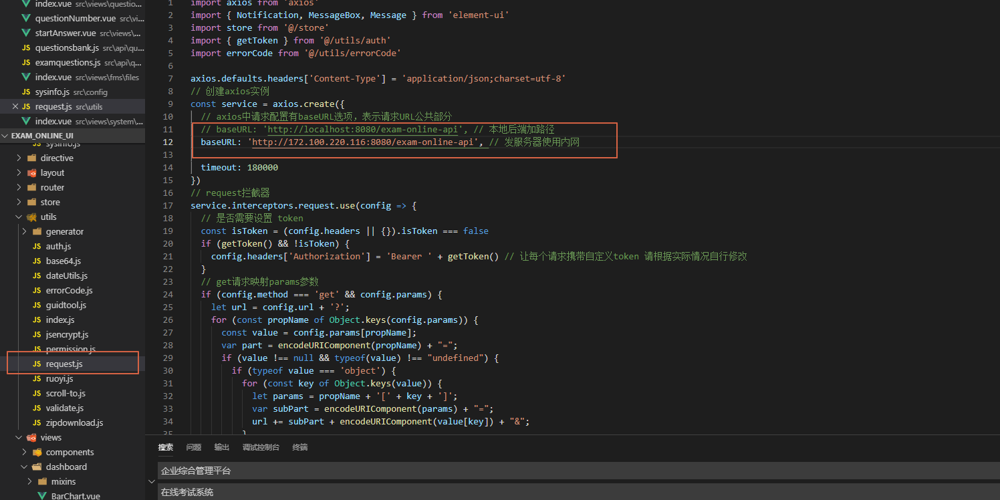 index.vue src\views\questio...
questionNumber.vue src\vi...
startAnswer.vue src\views\...
JS questionsbank.js src\api\qu...
JS examquestions.js src\api\q...
index.vue src\views\fms\files
JS sysinfo.js src\config
JS request.js src\utils
index.vue src\views\system\...
EXAM_ONLINE_UI
JS sysinfo.js
directive
layout
router
store
utils
generator
JS auth.js
JS base64.js
JS dateUtils.js
JS errorCode.js
JS guidtool.js
JS index.js
JS jsencrypt.js
JS permission.js
JS request.js
JS ruoyi.js
JS scroll-to.js
JS validate.js
JS zipdownload.js
views
components
dashboard
mixins
BarChart.vue
1 import axios from 'axios'
2 import { Notification, MessageBox, Message } from 'element-ui'
3 import store from '@/store'
4 import { getToken } from '@/utils/auth'
5 import errorCode from '@/utils/errorCode'
6
7 axios.defaults.headers['Content-Type'] = 'application/json;charset=utf-8'
8 // 创建axios实例
9 const service = axios.create({
10 // axios中请求配置有baseURL选项，表示请求URL公共部分
11 // baseURL: 'http://localhost:8080/exam-online-api', // 本地后端加路径
12 baseURL: 'http://172.100.220.116:8080/exam-online-api', // 发服务器使用内网
13
14 timeout: 180000
15 })
16 // request拦截器
17 service.interceptors.request.use(config => {
18 // 是否需要设置 token
19 const isToken = (config.headers || {}).isToken === false
20 if (getToken() && !isToken) {
21 config.headers['Authorization'] = 'Bearer ' + getToken() // 让每个请求携带自定义token 请根据实际情况自行修改
22 }
23 // get请求映射params参数
24 if (config.method === 'get' && config.params) {
25 let url = config.url + '?';
26 for (const propName of Object.keys(config.params)) {
27 const value = config.params[propName];
28 var part = encodeURIComponent(propName) + "=";
29 if (value !== null && typeof(value) !== "undefined") {
30 if (typeof value === 'object') {
31 for (const key of Object.keys(value)) {
32 let params = propName + '[' + key + ']';
33 var subPart = encodeURIComponent(params) + "=";
34 url += subPart + encodeURIComponent(value[key]) + "&";
35 }
搜索 问题 输出 调试控制台 终端
企业综合管理平台
在线考试系统